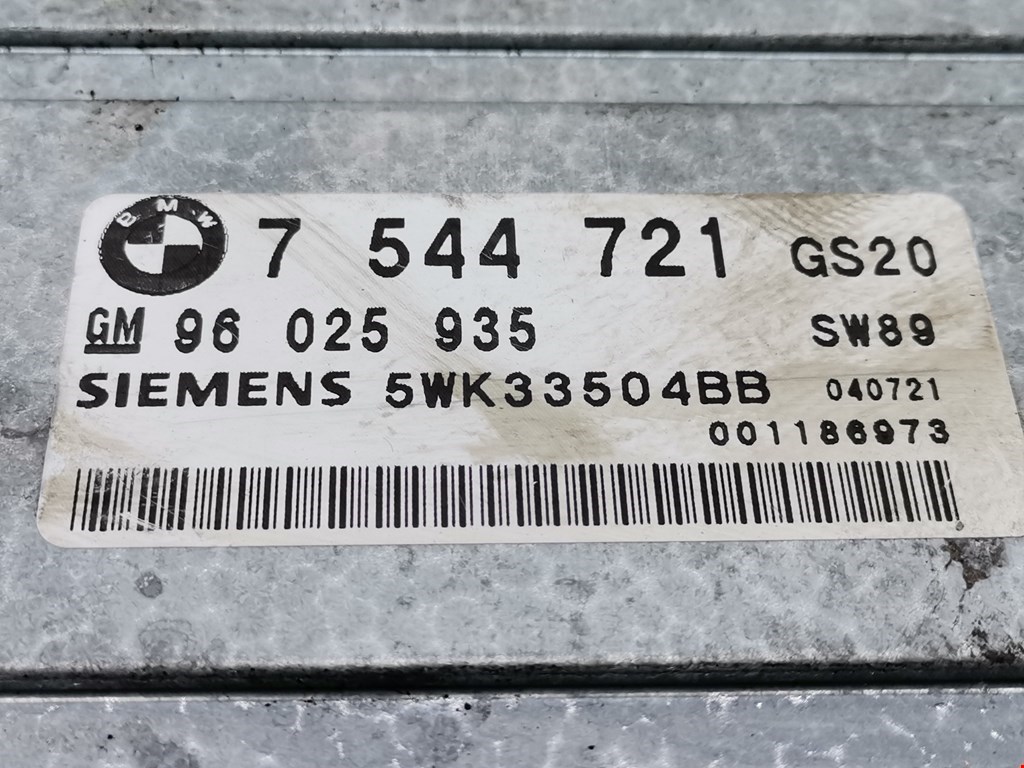 BMW 7 544 721 GS20
GM 96 025 935 SW89
SIEMENS 5WK33504BB 040721
001186973